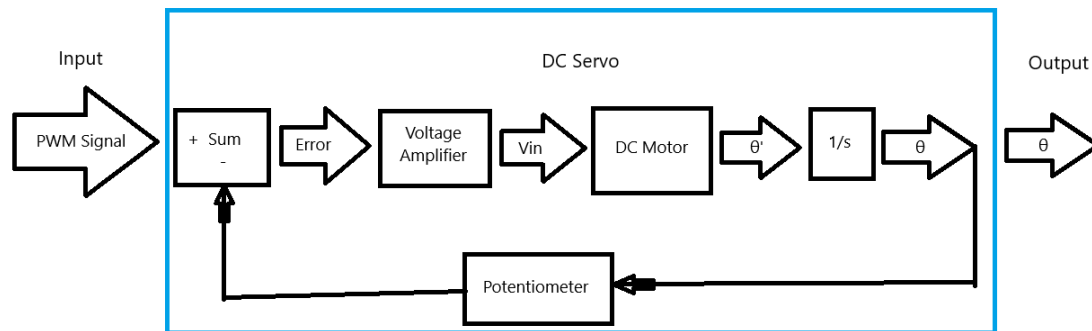 Input
DC Servo
Output
PWM Signal
+ Sum
-
Error
Voltage
Amplifier
Vin
DC Motor
θ'
1/s
θ
θ
Potentiometer